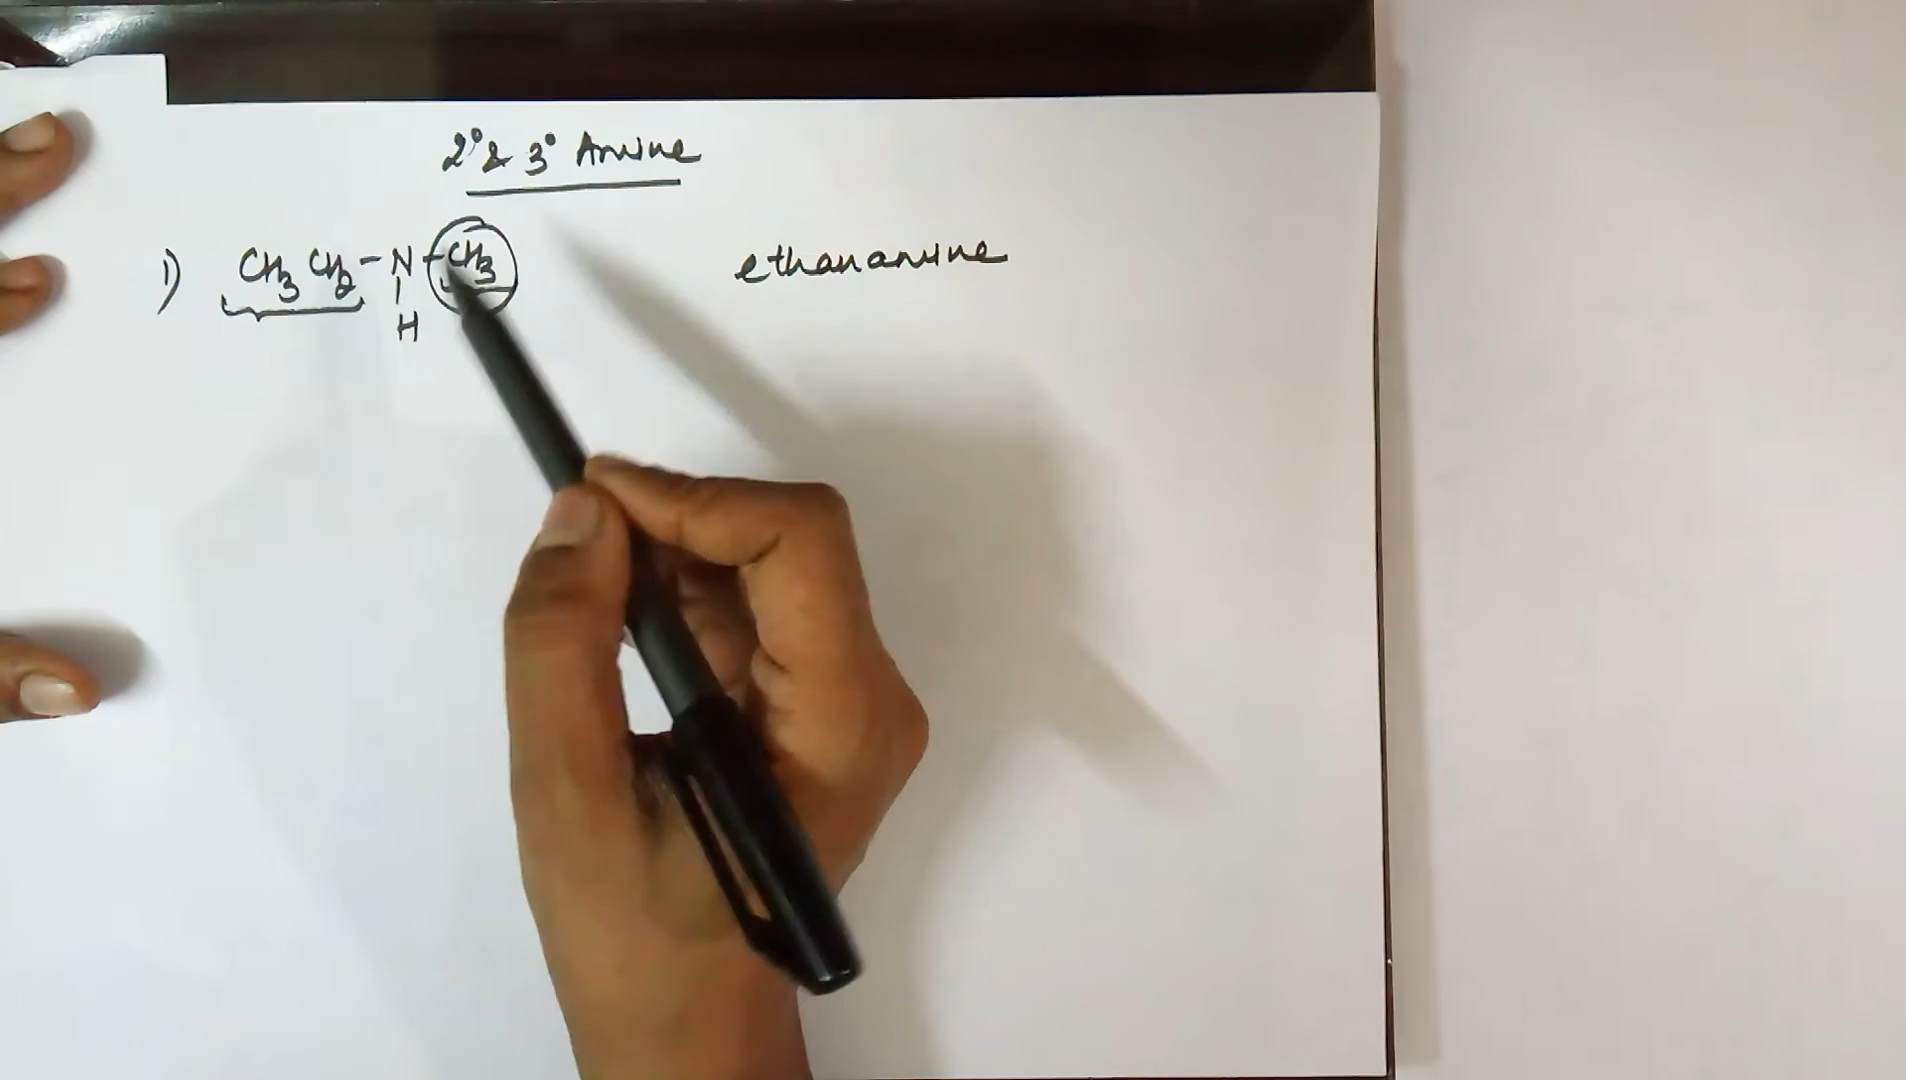 2° & 3° Amine
1) CH3 CH2 - N - CH3 ethanamine
|
H